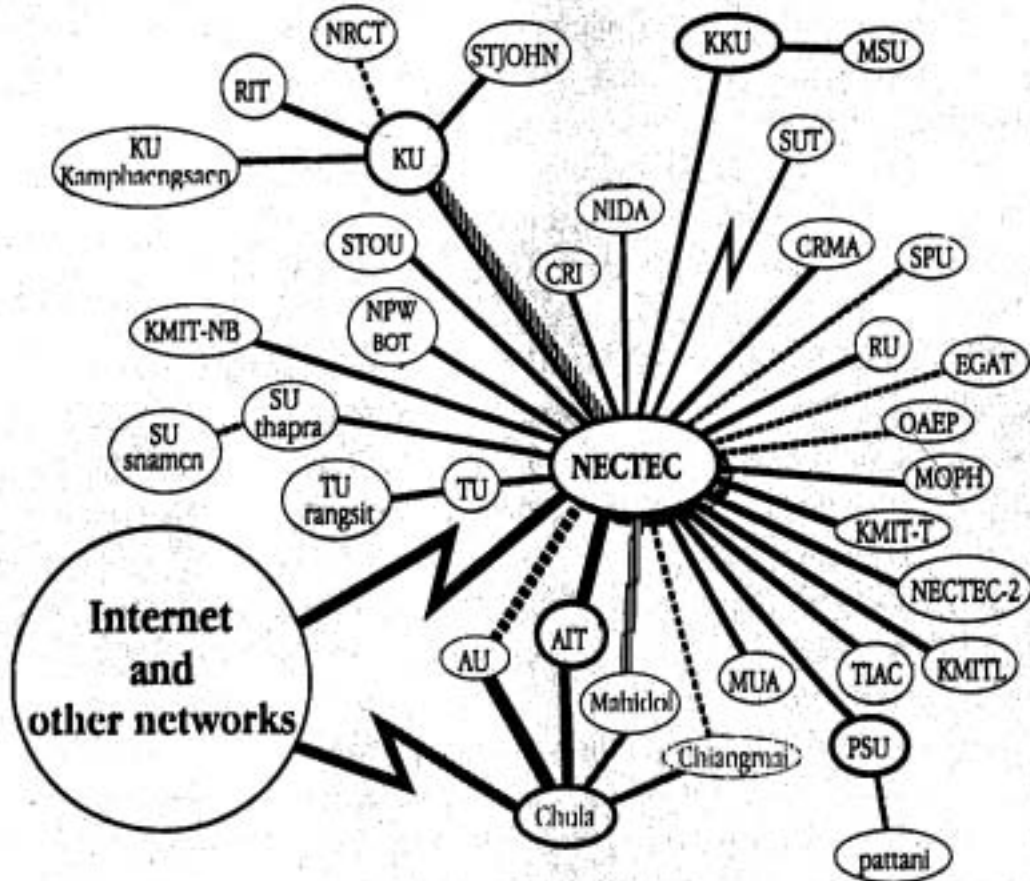 NRCT
STJOHN
KKU
MSU
RIT
KU
SUT
KU
Kamphaengsaen
NIDA
STOU
CRI
CRMA
SPU
NPW
BOT
KMIT-NB
RU
EGAT
SU
thapra
OAEP
SU
snamcn
NECTEC
MOPH
TU
TU
rangsit
KMIT-T
NECTEC-2
Internet
and
other networks
AU
AIT
MUA
TIAC
KMITL
Mahidol
PSU
Chiangmai
Chula
pattani